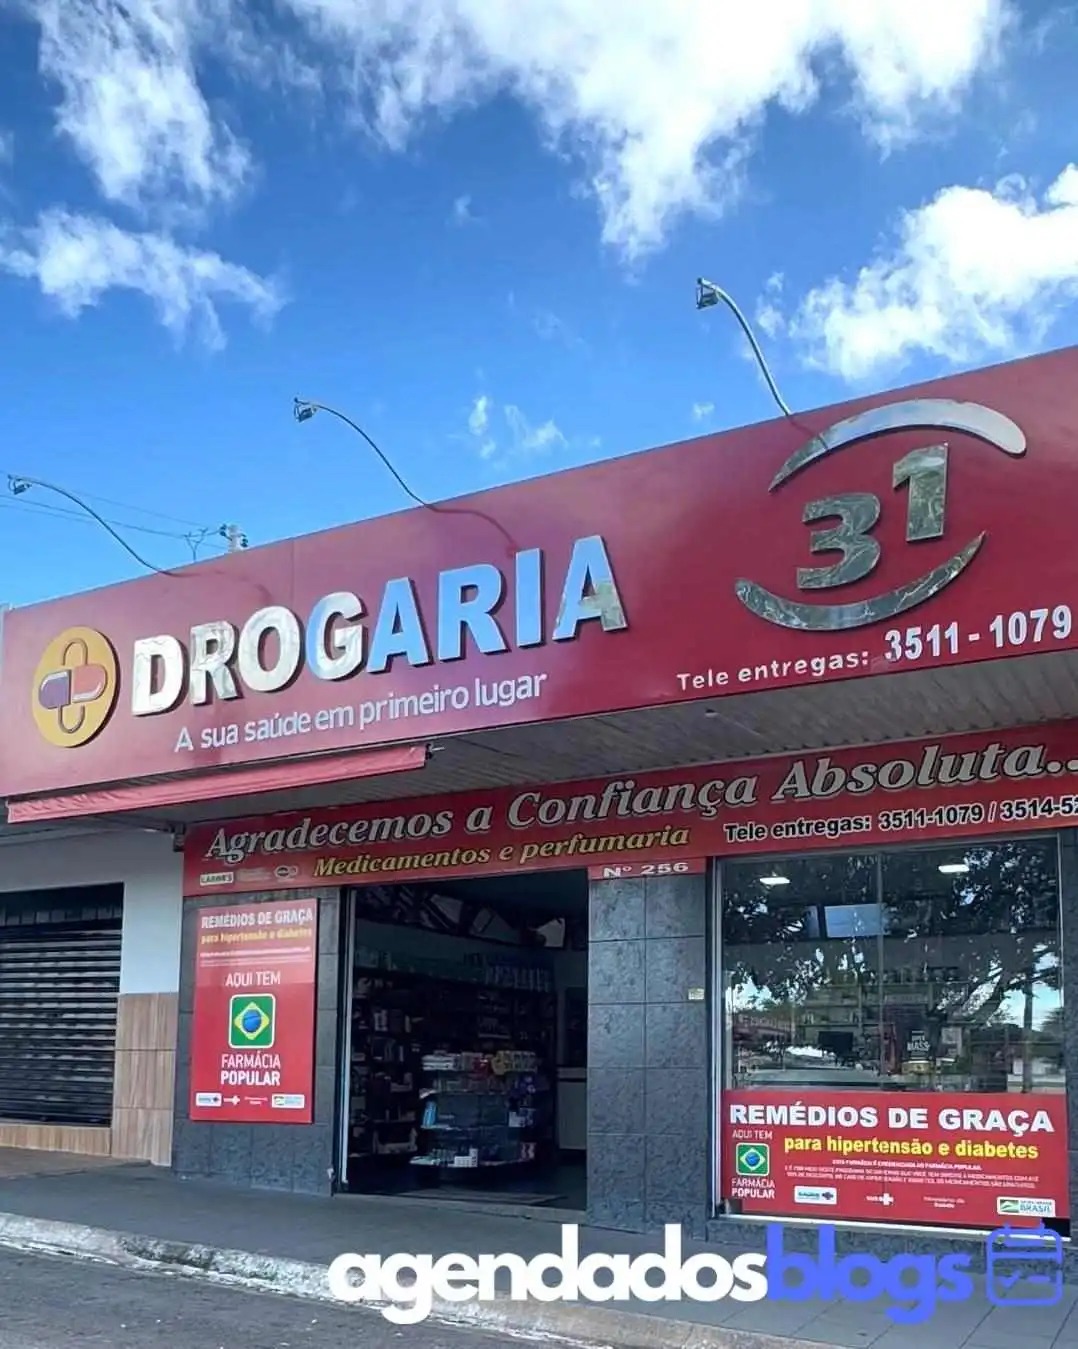 31
DROGARIA
A sua saúde em primeiro lugar
Tele entregas: 3511-1079
Agradecemos a Confiança Absoluta...
Medicamentos e perfumaria
Tele entregas: 3511-1079 / 3514-52
Nº 256
REMÉDIOS DE GRAÇA
para hipertensão e diabetes
AQUI TEM
FARMÁCIA
POPULAR
REMÉDIOS DE GRAÇA
para hipertensão e diabetes
AQUI TEM
FARMÁCIA
POPULAR
SUS
BRASIL
agendadosblogs